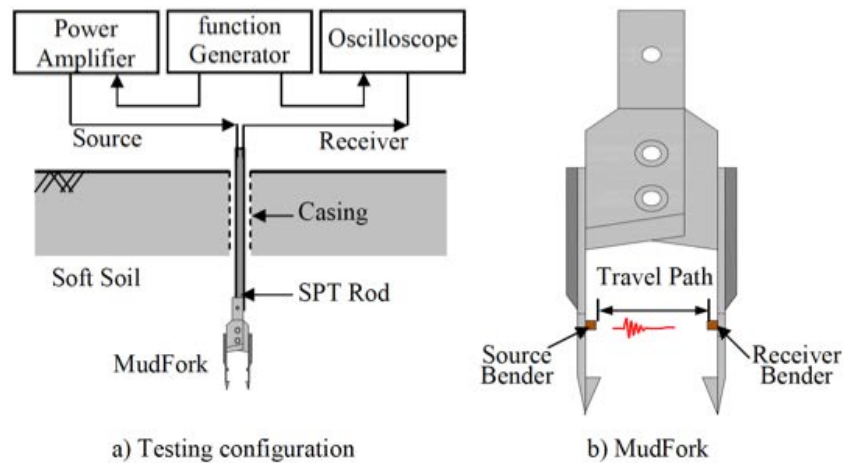 Power
Amplifier
function
Generator
Oscilloscope
Source
Receiver
Casing
Soft Soil
SPT Rod
MudFork
a) Testing configuration
Travel Path
Source
Bender
Receiver
Bender
b) MudFork